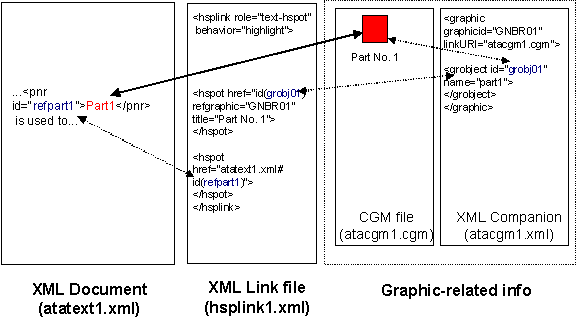 ...<pnr
id="refpart1">Part1</pnr>
is used to...
XML Document
(atatext1.xml)
<hsplink role="text-hspot"
behavior="highlight">
<hspot href="id(grobj01)
refgraphic="GNBR01"
title="Part No. 1">
</hspot>
<hspot
href="atatext1.xml#
id(refpart1)">
</hspot>
</hsplink>
XML Link file
(hsplink1.xml)
Part No. 1
CGM file
(atacgm1.cgm)
<graphic
graphicid="GNBR01"
linkURI="atacgm1.cgm">
<grobject id="grobj01"
name="part1">
</grobject>
</graphic>
XML Companion
(atacgm1.xml)
Graphic-related info